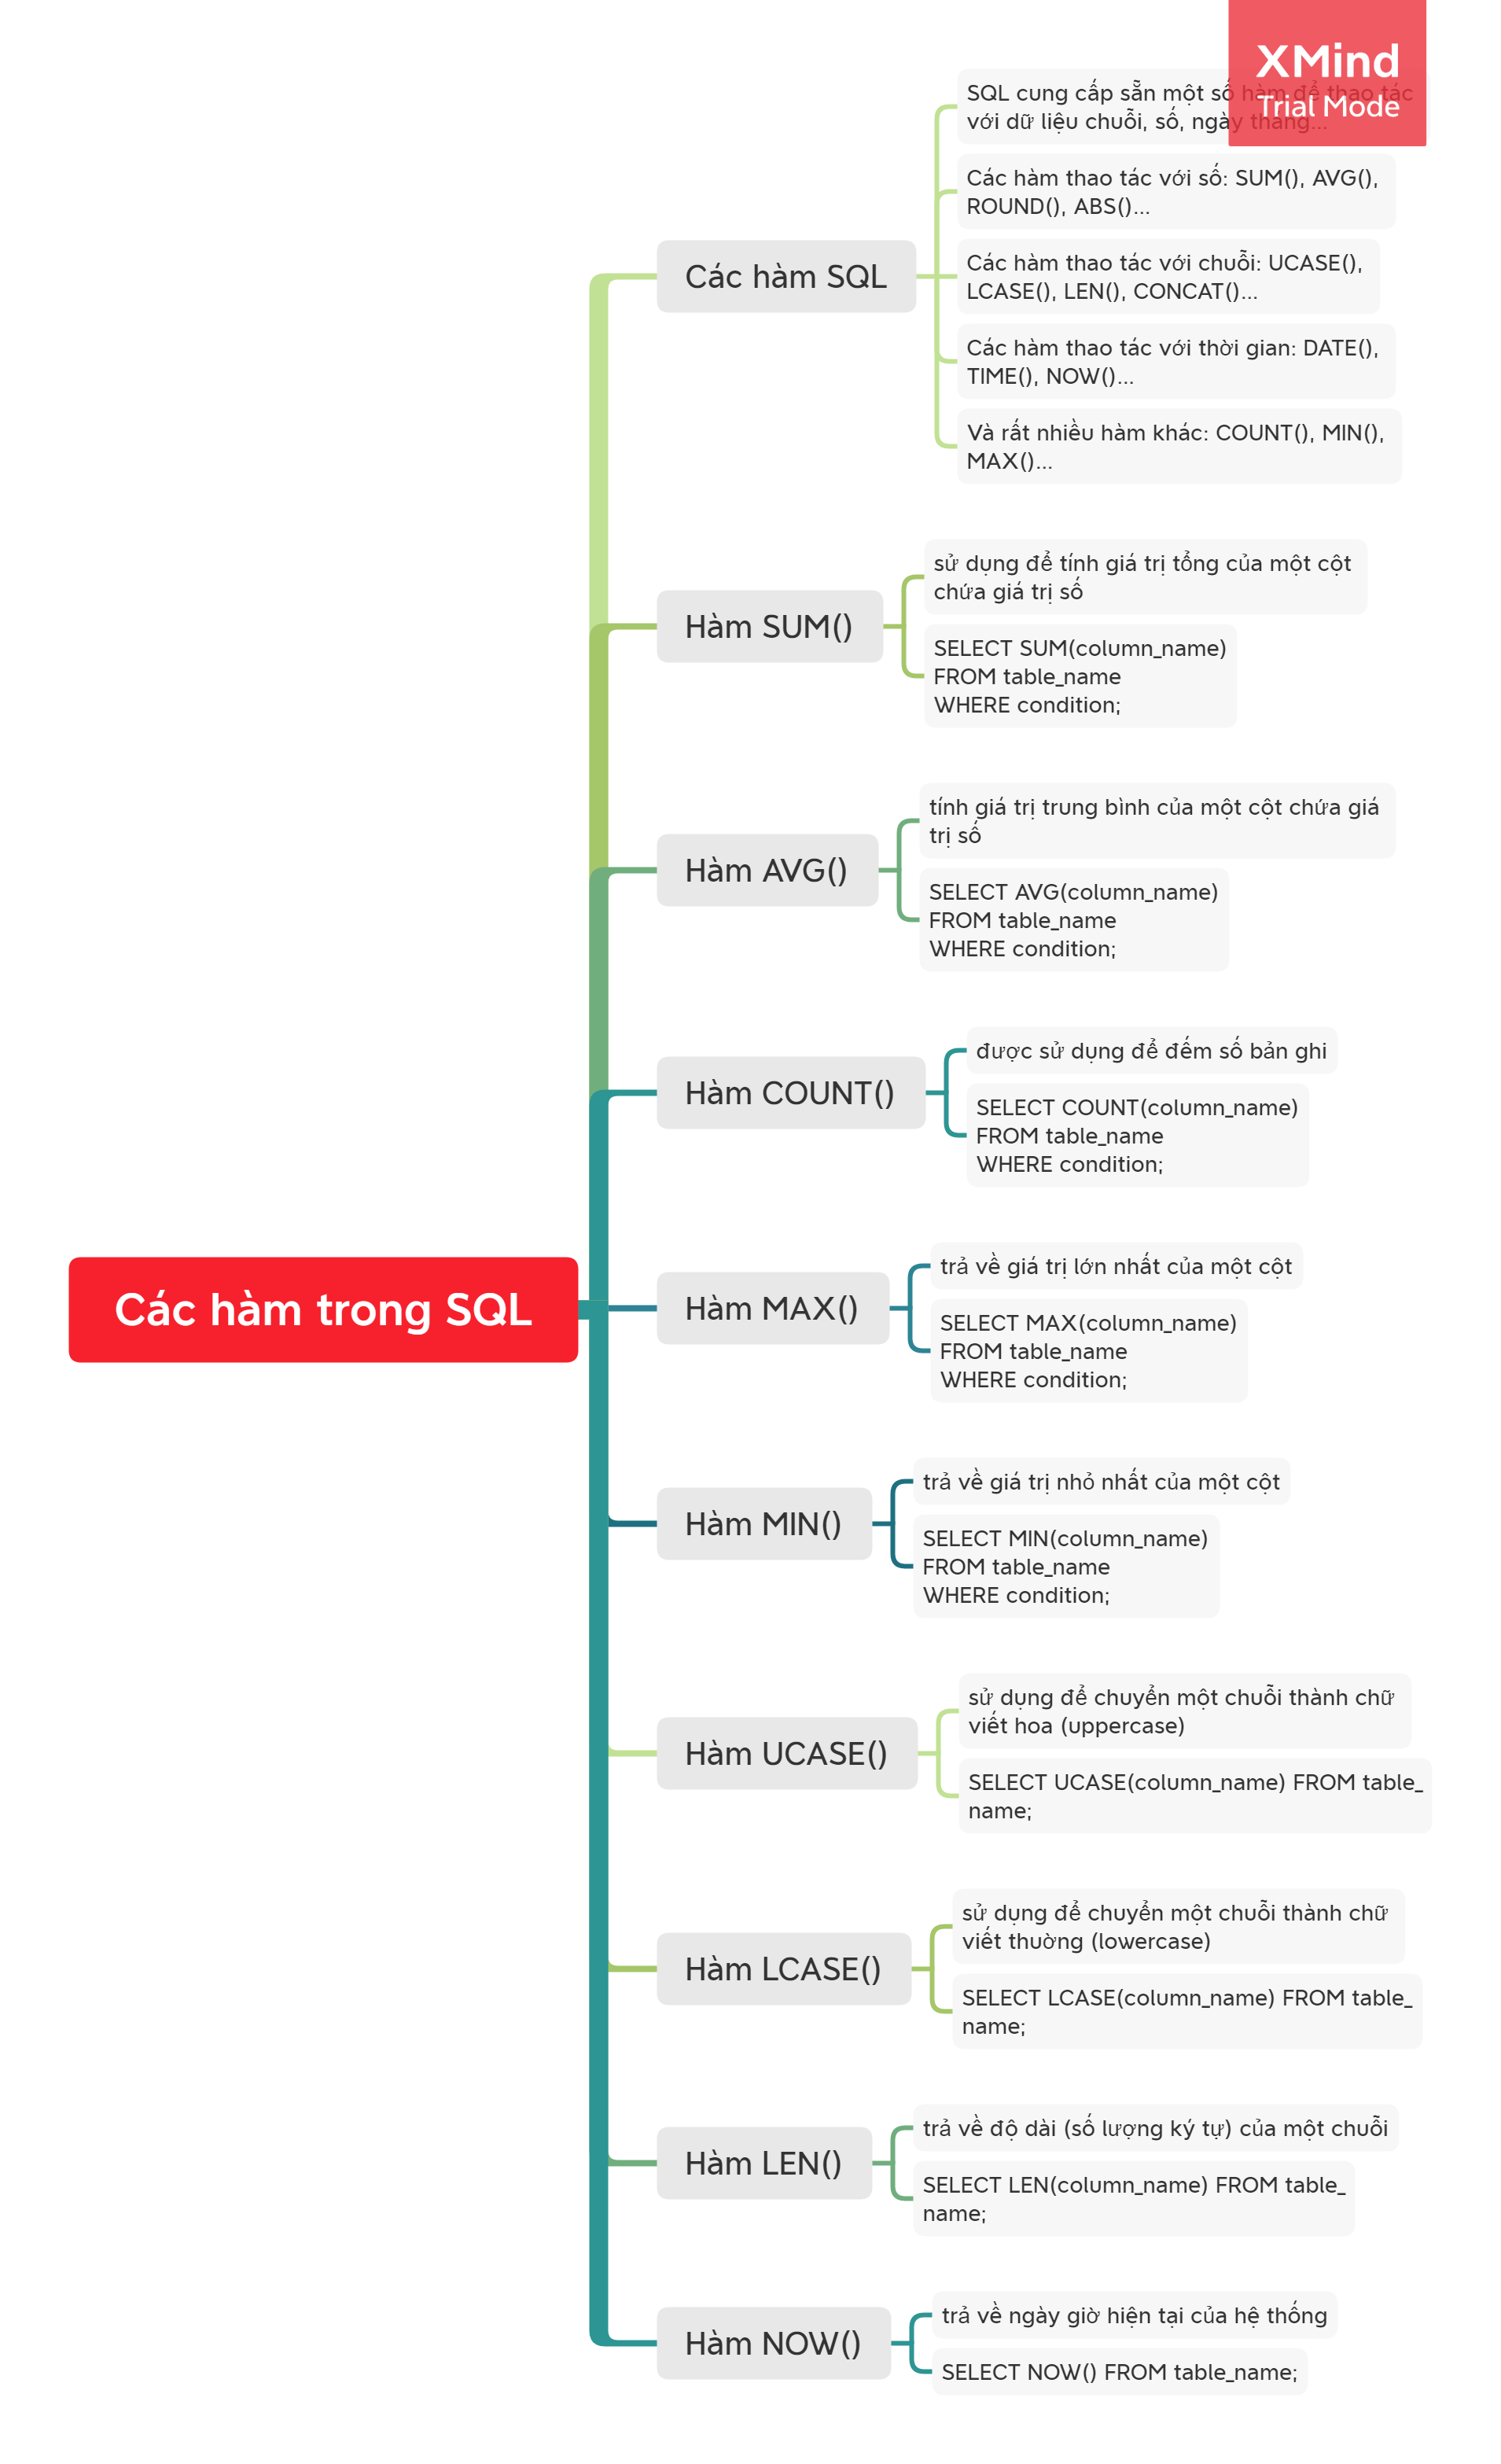 XMind
Trial Mode
SQL cung cấp sẵn một số hàm để thao tác
với dữ liệu chuỗi, số, ngày tháng...
Các hàm thao tác với số: SUM(), AVG(),
ROUND(), ABS()...
Các hàm SQL
Các hàm thao tác với chuỗi: UCASE(),
LCASE(), LEN(), CONCAT()...
Các hàm thao tác với thời gian: DATE(),
TIME(), NOW()...
Và rất nhiều hàm khác: COUNT(), MIN(),
MAX()...
Hàm SUM()
sử dụng để tính giá trị tổng của một cột
chứa giá trị số
SELECT SUM(column_name)
FROM table_name
WHERE condition;
Hàm AVG()
tính giá trị trung bình của một cột chứa giá
trị số
SELECT AVG(column_name)
FROM table_name
WHERE condition;
Hàm COUNT()
được sử dụng để đếm số bản ghi
SELECT COUNT(column_name)
FROM table_name
WHERE condition;
Các hàm trong SQL
Hàm MAX()
trả về giá trị lớn nhất của một cột
SELECT MAX(column_name)
FROM table_name
WHERE condition;
Hàm MIN()
trả về giá trị nhỏ nhất của một cột
SELECT MIN(column_name)
FROM table_name
WHERE condition;
Hàm UCASE()
sử dụng để chuyển một chuỗi thành chữ
viết hoa (uppercase)
SELECT UCASE(column_name) FROM table_
name;
Hàm LCASE()
sử dụng để chuyển một chuỗi thành chữ
viết thuờng (lowercase)
SELECT LCASE(column_name) FROM table_
name;
Hàm LEN()
trả về độ dài (số lượng ký tự) của một chuỗi
SELECT LEN(column_name) FROM table_
name;
Hàm NOW()
trả về ngày giờ hiện tại của hệ thống
SELECT NOW() FROM table_name;